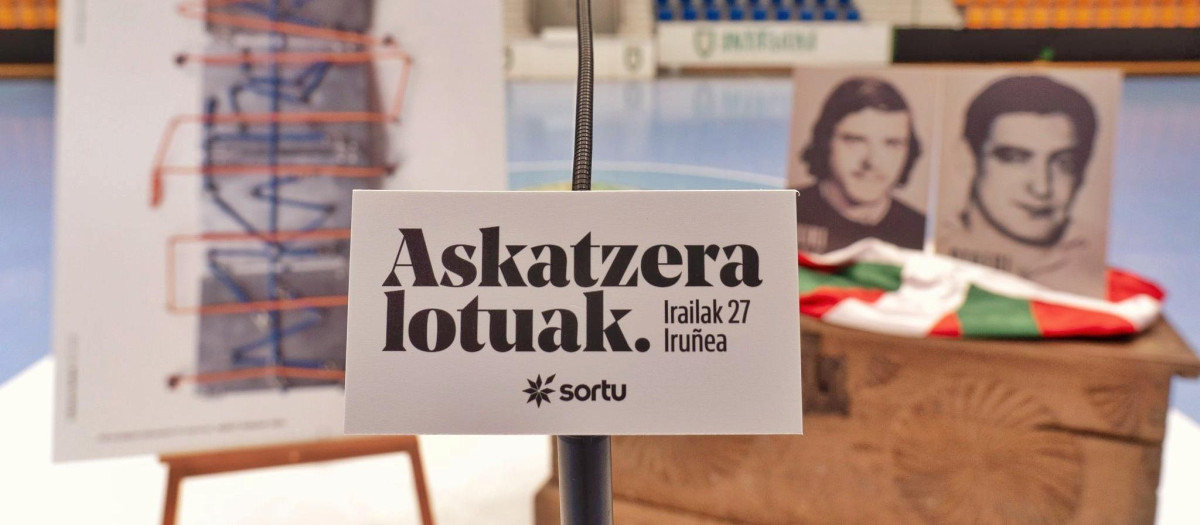 Askatzera
lotuak.
Irailak 27
Iruñea
sortu